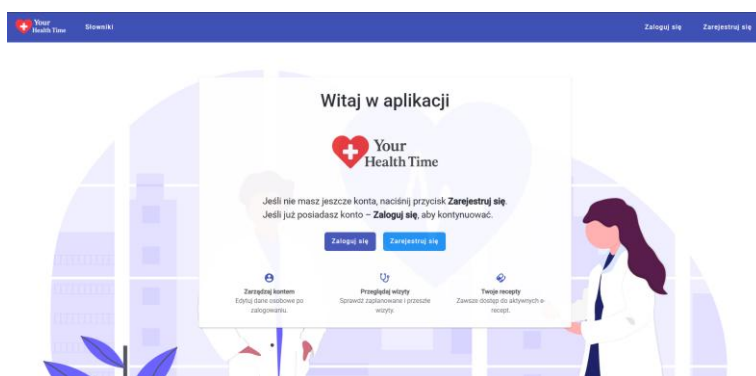 Your
Health Time
Słowniki
Zaloguj się
Zarejestruj się
Witaj w aplikacji
Your
Health Time
Jeśli nie masz jeszcze konta, naciśnij przycisk Zarejestruj się.
Jeśli już posiadasz konto – Zaloguj się, aby kontynuować.
Zaloguj się
Zarejestruj się
Zarządzaj kontem
Edytuj dane osobowe po
zalogowaniu.
Przeglądaj wizyty
Sprawdź zaplanowane i przeszłe
wizyty.
Twoje recepty
Zawsze dostęp do aktywnych e-
recept.